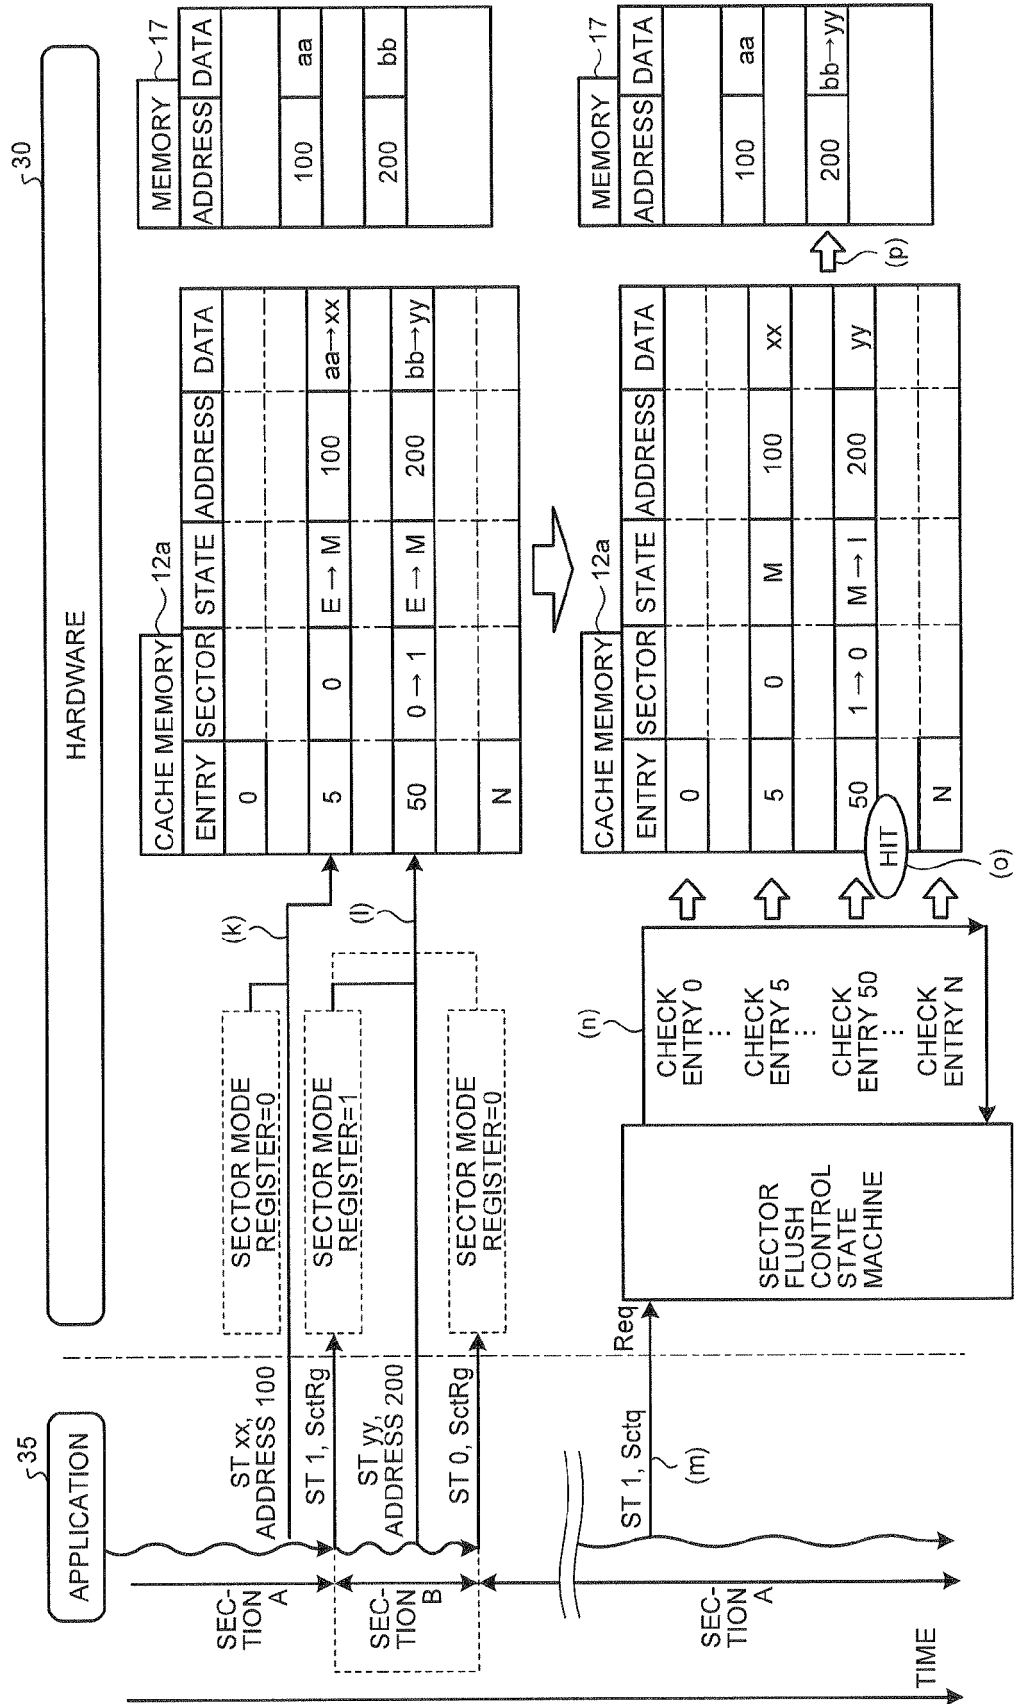 APPLICATION
35
HARDWARE
30
SEC-
TION
A
SEC-
TION
B
SEC-
TION
A
TIME
ST xx,
ADDRESS 100
ST 1, SctRg
ST yy,
ADDRESS 200
ST 0, SctRg
SECTOR MODE
REGISTER=0
SECTOR MODE
REGISTER=1
SECTOR MODE
REGISTER=0
(k)
(l)
CACHE MEMORY
12a
ENTRY SECTOR STATE ADDRESS DATA
0
5 0 E→M 100 aa→xx
50 0→1 E→M 200 bb→yy
N
MEMORY
17
ADDRESS DATA
100 aa
200 bb
ST 1, Sctq
Req
(m)
SECTOR
FLUSH
CONTROL
STATE
MACHINE
(n)
CHECK
ENTRY 0
...
CHECK
ENTRY 5
...
CHECK
ENTRY 50
...
CHECK
ENTRY N
CACHE MEMORY
12a
ENTRY SECTOR STATE ADDRESS DATA
0
5 0 M 100 xx
50 1→0 M→I 200 yy
N
HIT
(o)
(p)
MEMORY
17
ADDRESS DATA
100 aa
200 bb→yy